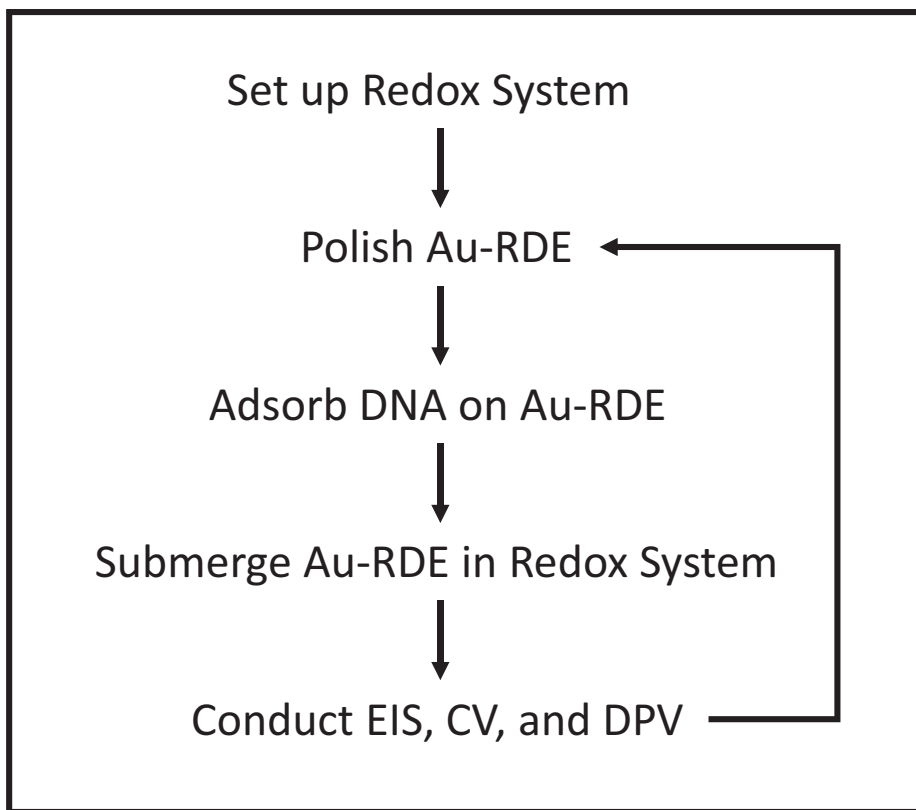 Set up Redox System
Polish Au-RDE
Adsorb DNA on Au-RDE
Submerge Au-RDE in Redox System
Conduct EIS, CV, and DPV